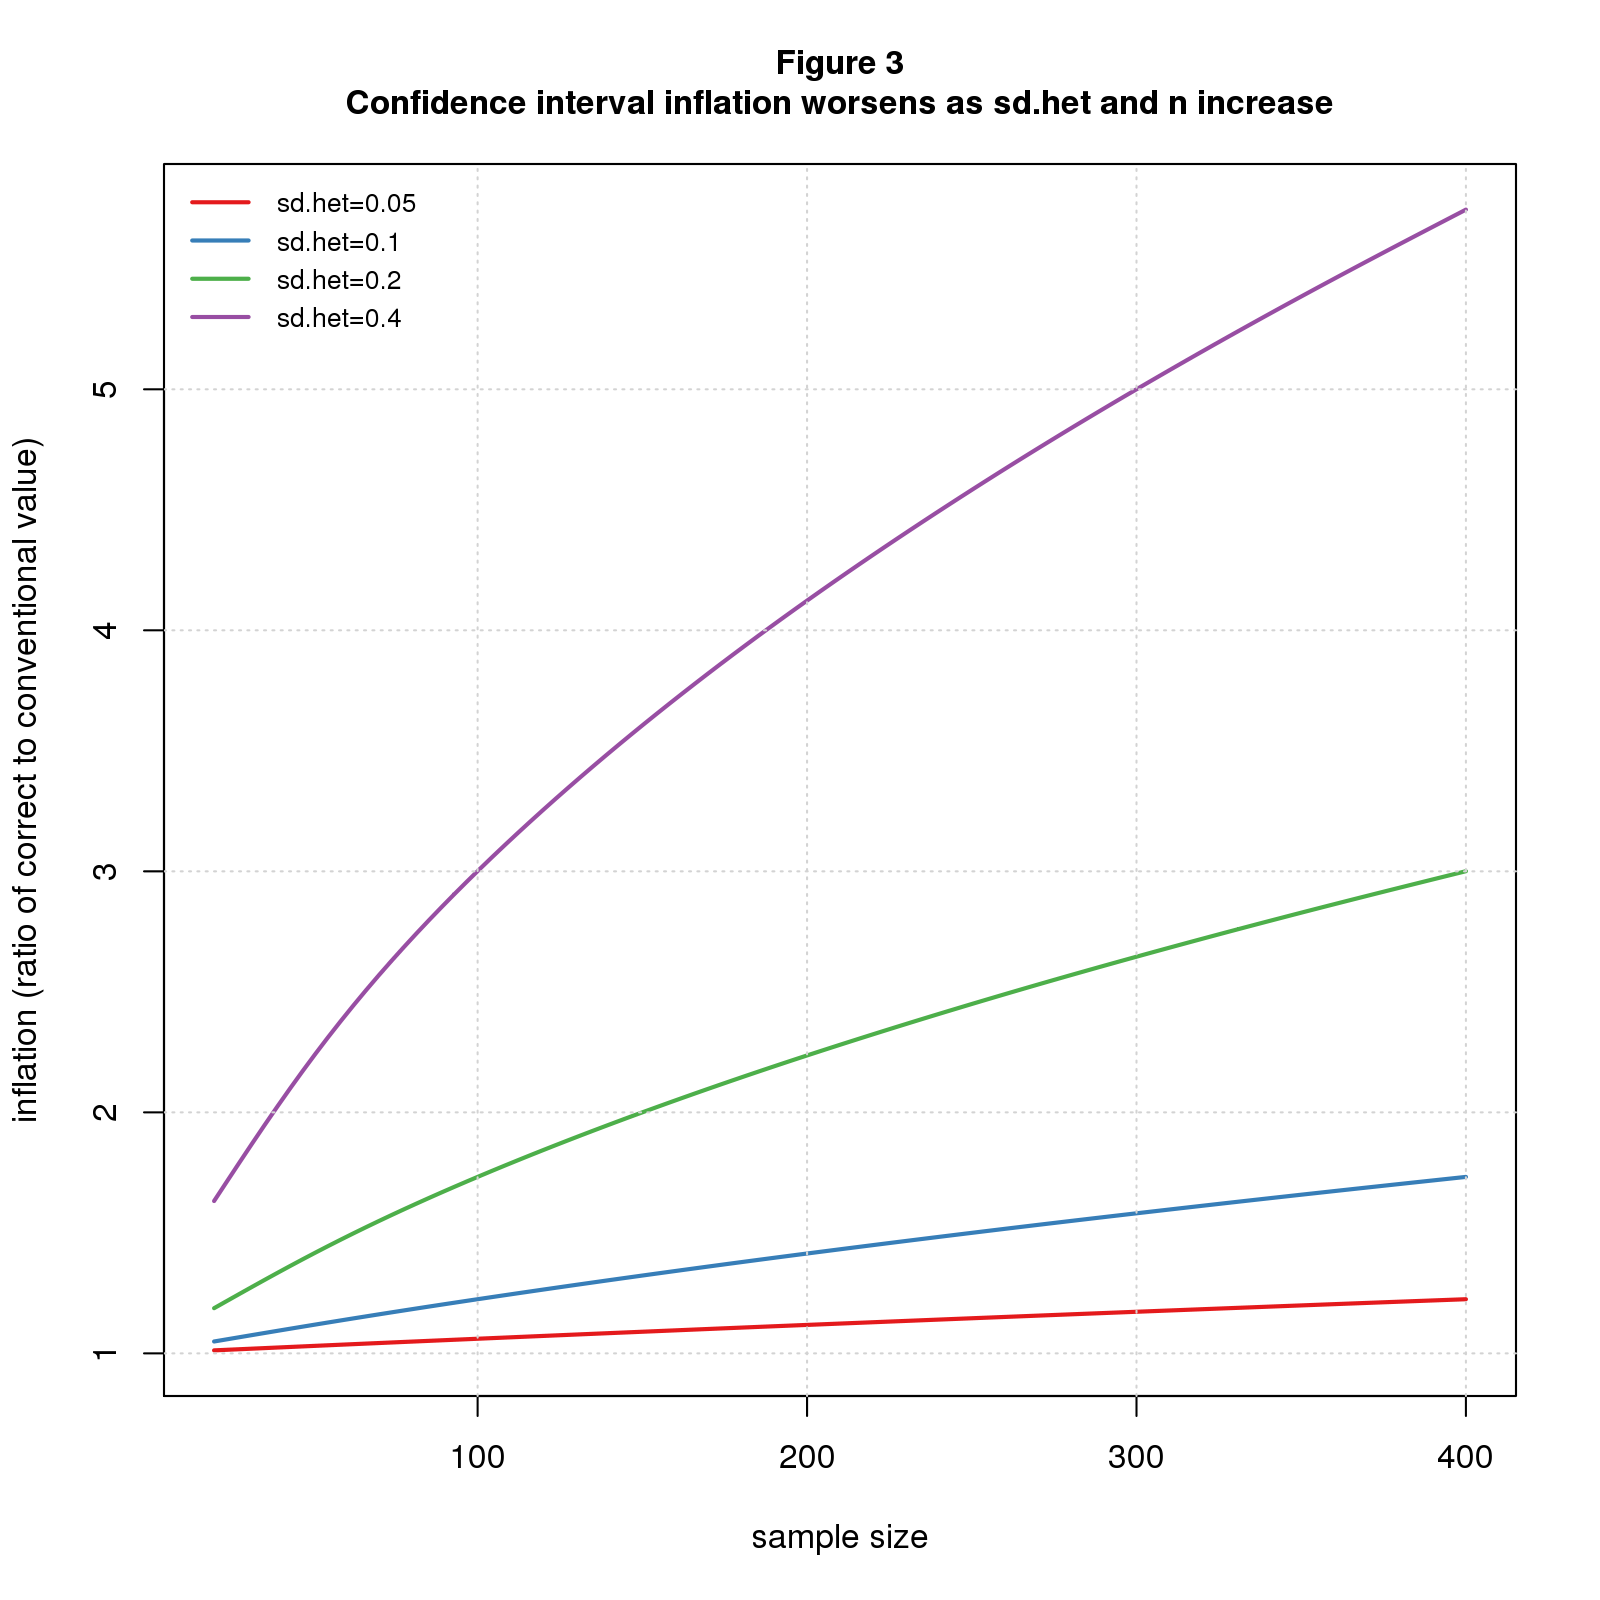 Figure 3
Confidence interval inflation worsens as sd.het and n increase
sd.het=0.05
sd.het=0.1
sd.het=0.2
sd.het=0.4
inflation (ratio of correct to conventional value)
5
4
3
2
1
100 200 300 400
sample size